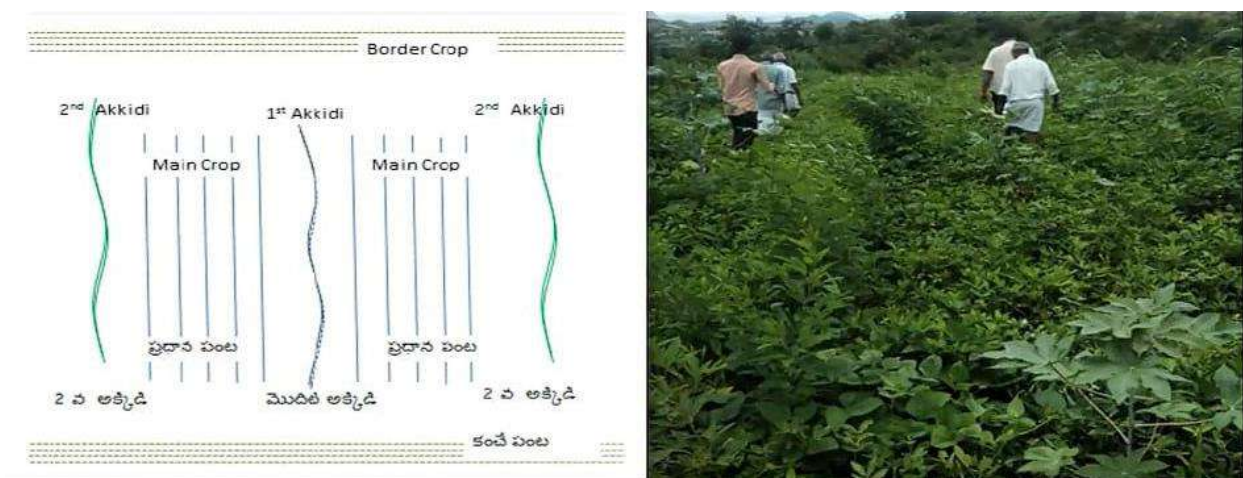 Border Crop
2nd Akkidi 1st Akkidi 2nd Akkidi
Main Crop Main Crop
ప్రధాన పంట ప్రధాన పంట
2 వ అక్కిడి మొదటి అక్కిడి 2 వ అక్కిడి
కంచే పంట